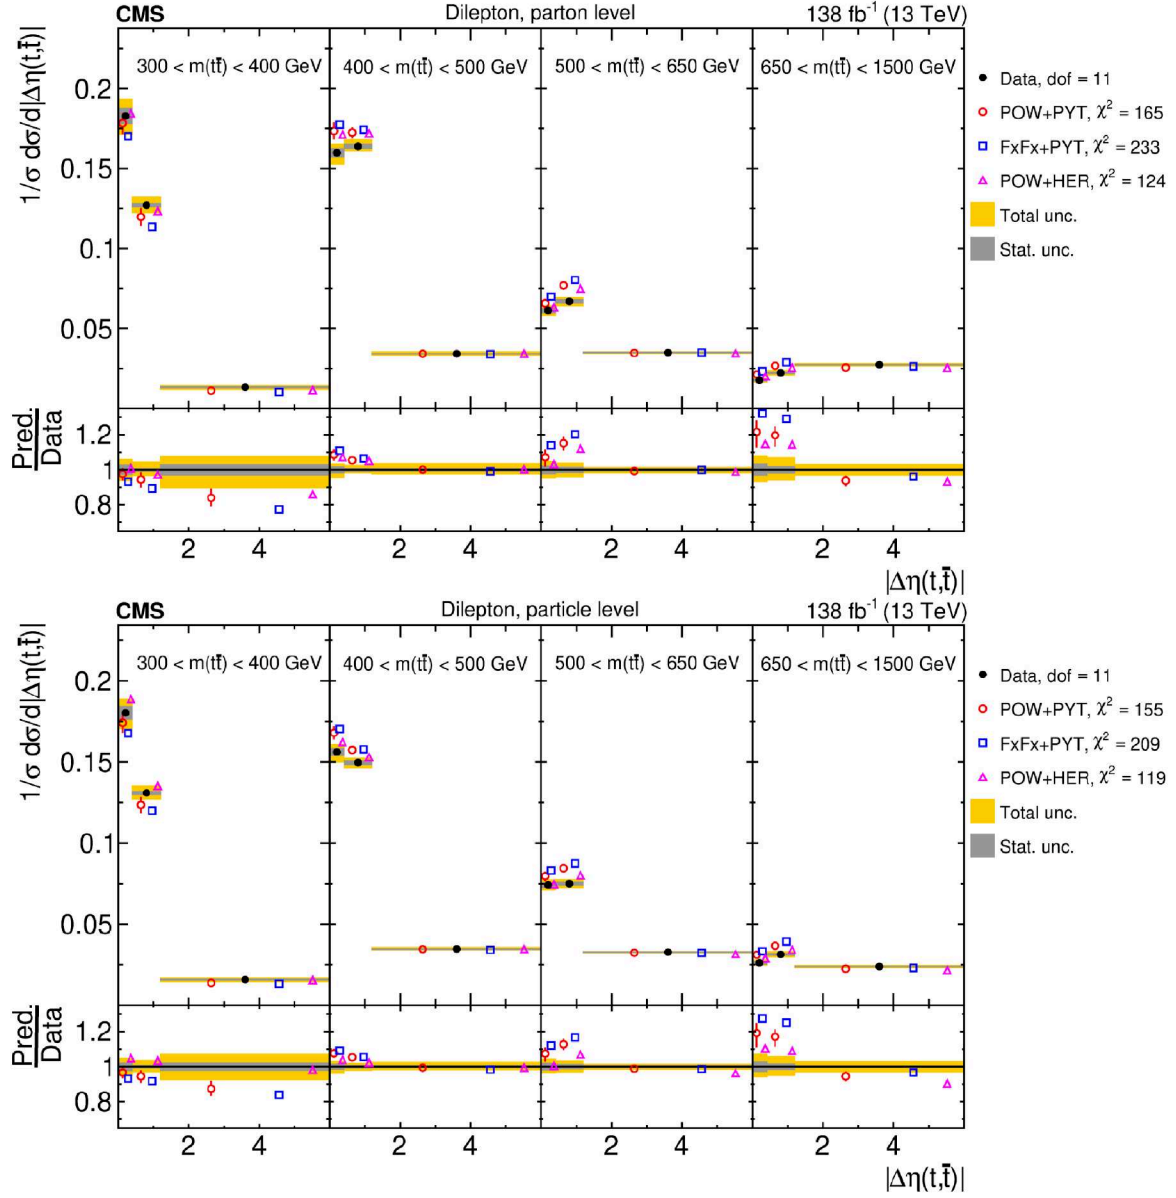 CMS Dilepton, parton level 138 fb⁻¹ (13 TeV)
1/σ dσ/d|Δη(t,t̄)|
300 < m(tt̄) < 400 GeV 400 < m(tt̄) < 500 GeV 500 < m(tt̄) < 650 GeV 650 < m(tt̄) < 1500 GeV
0.2
0.15
0.1
0.05
Data, dof = 11
POW+PYT, χ² = 165
FxFx+PYT, χ² = 233
POW+HER, χ² = 124
Total unc.
Stat. unc.
Pred.
Data
1.2
1
0.8
2 4 2 4 2 4 2 4
|Δη(t,t̄)|
CMS Dilepton, particle level 138 fb⁻¹ (13 TeV)
1/σ dσ/d|Δη(t,t̄)|
300 < m(tt̄) < 400 GeV 400 < m(tt̄) < 500 GeV 500 < m(tt̄) < 650 GeV 650 < m(tt̄) < 1500 GeV
0.2
0.15
0.1
0.05
Data, dof = 11
POW+PYT, χ² = 155
FxFx+PYT, χ² = 209
POW+HER, χ² = 119
Total unc.
Stat. unc.
Pred.
Data
1.2
1
0.8
2 4 2 4 2 4 2 4
|Δη(t,t̄)|